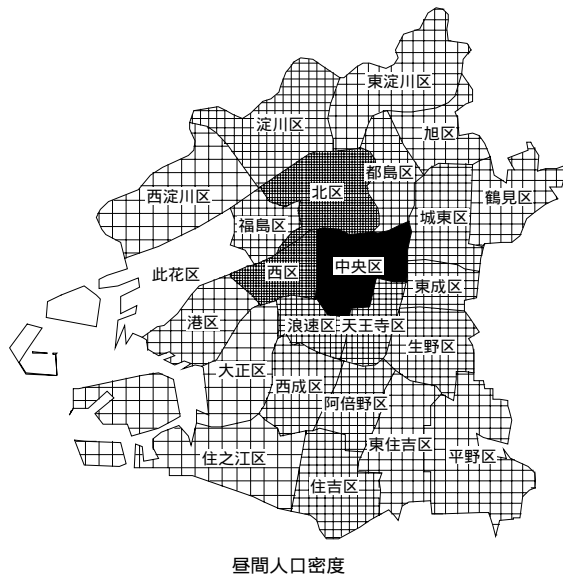 東淀川区
淀川区
旭区
都島区
北区
鶴見区
西淀川区
城東区
福島区
中央区
此花区
西区
東成区
港区
浪速区
天王寺区
生野区
大正区
西成区
阿倍野区
東住吉区
平野区
住之江区
住吉区
昼間人口密度